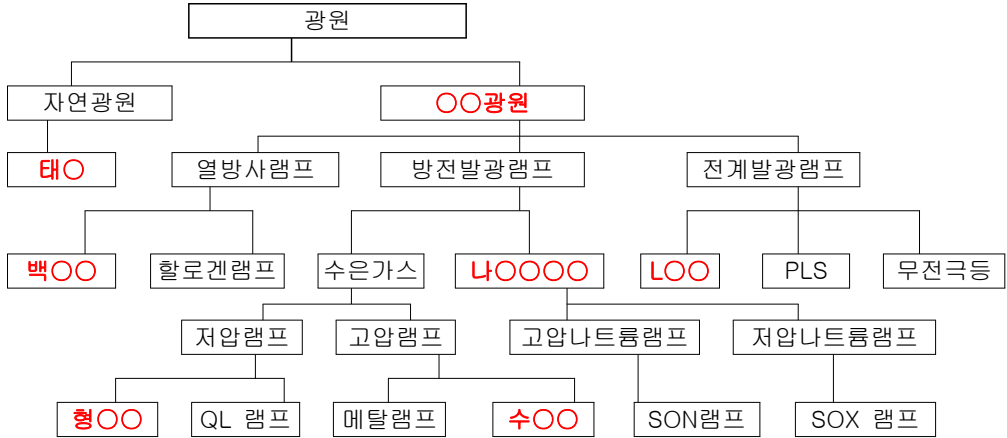 광원
자연광원
○○광원
태○
열방사램프
방전발광램프
전계발광램프
백○○
할로겐램프
수은가스
나○○○○
L○○
PLS
무전극등
저압램프
고압램프
고압나트륨램프
저압나트륨램프
형○○
QL 램프
메탈램프
수○○
SON램프
SOX 램프